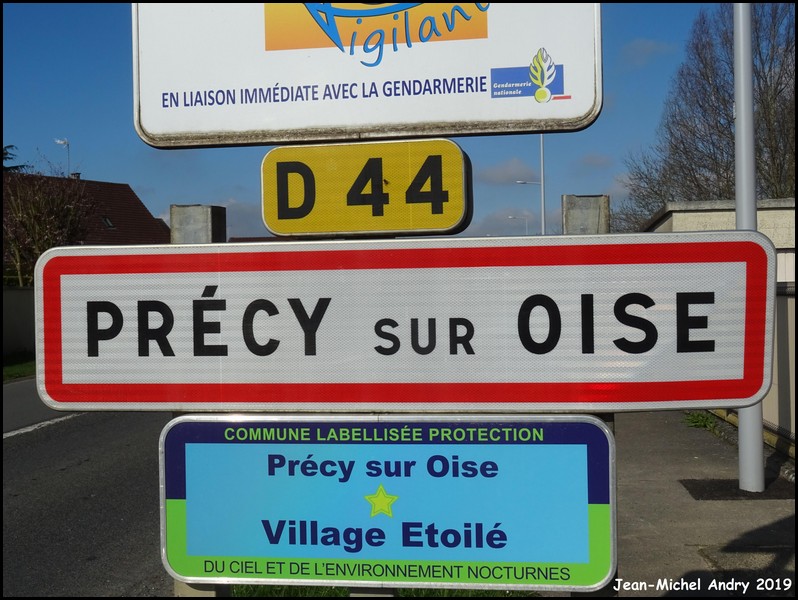 Vigilants
EN LIAISON IMMÉDIATE AVEC LA GENDARMERIE
Gendarmerie
nationale
D 44
PRÉCY SUR OISE
COMMUNE LABELLISÉE PROTECTION
Précy sur Oise
Village Etoilé
DU CIEL ET DE L'ENVIRONNEMENT NOCTURNES
Jean-Michel Andry 2019